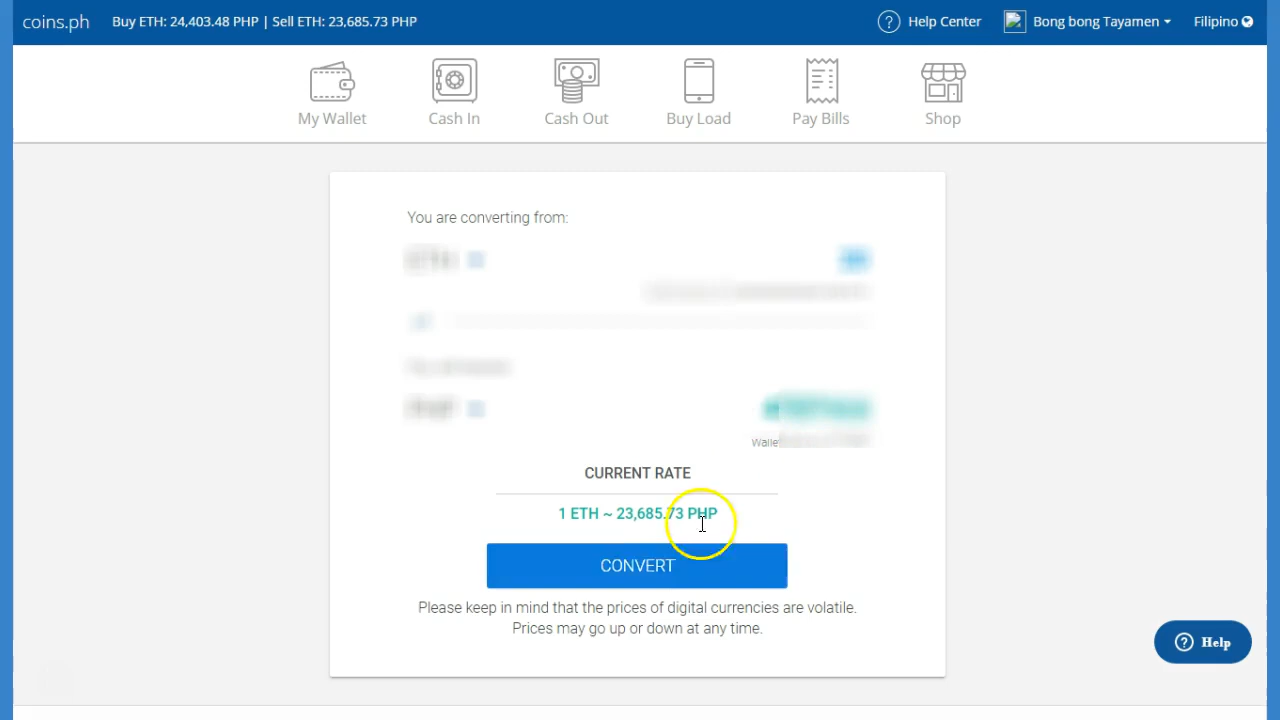 coins.ph Buy ETH: 24,403.48 PHP | Sell ETH: 23,685.73 PHP Help Center Bong bong Tayamen Filipino
My Wallet Cash In Cash Out Buy Load Pay Bills Shop
You are converting from:
CURRENT RATE
1 ETH ~ 23,685.73 PHP
CONVERT
Please keep in mind that the prices of digital currencies are volatile.
Prices may go up or down at any time.
Help